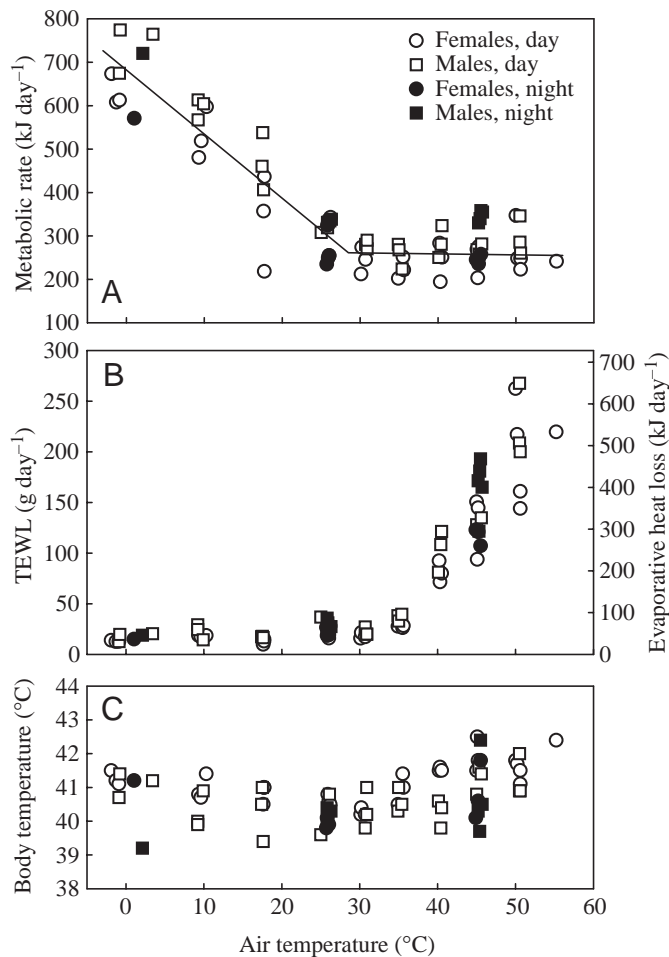 A
Metabolic rate (kJ day⁻¹)
800
700
600
500
400
300
200
100
Females, day
Males, day
Females, night
Males, night
B
TEWL (g day⁻¹)
300
250
200
150
100
50
0
700
600
500
400
300
200
100
0
Evaporative heat loss (kJ day⁻¹)
C
Body temperature (°C)
44
43
42
41
40
39
38
0 10 20 30 40 50 60
Air temperature (°C)